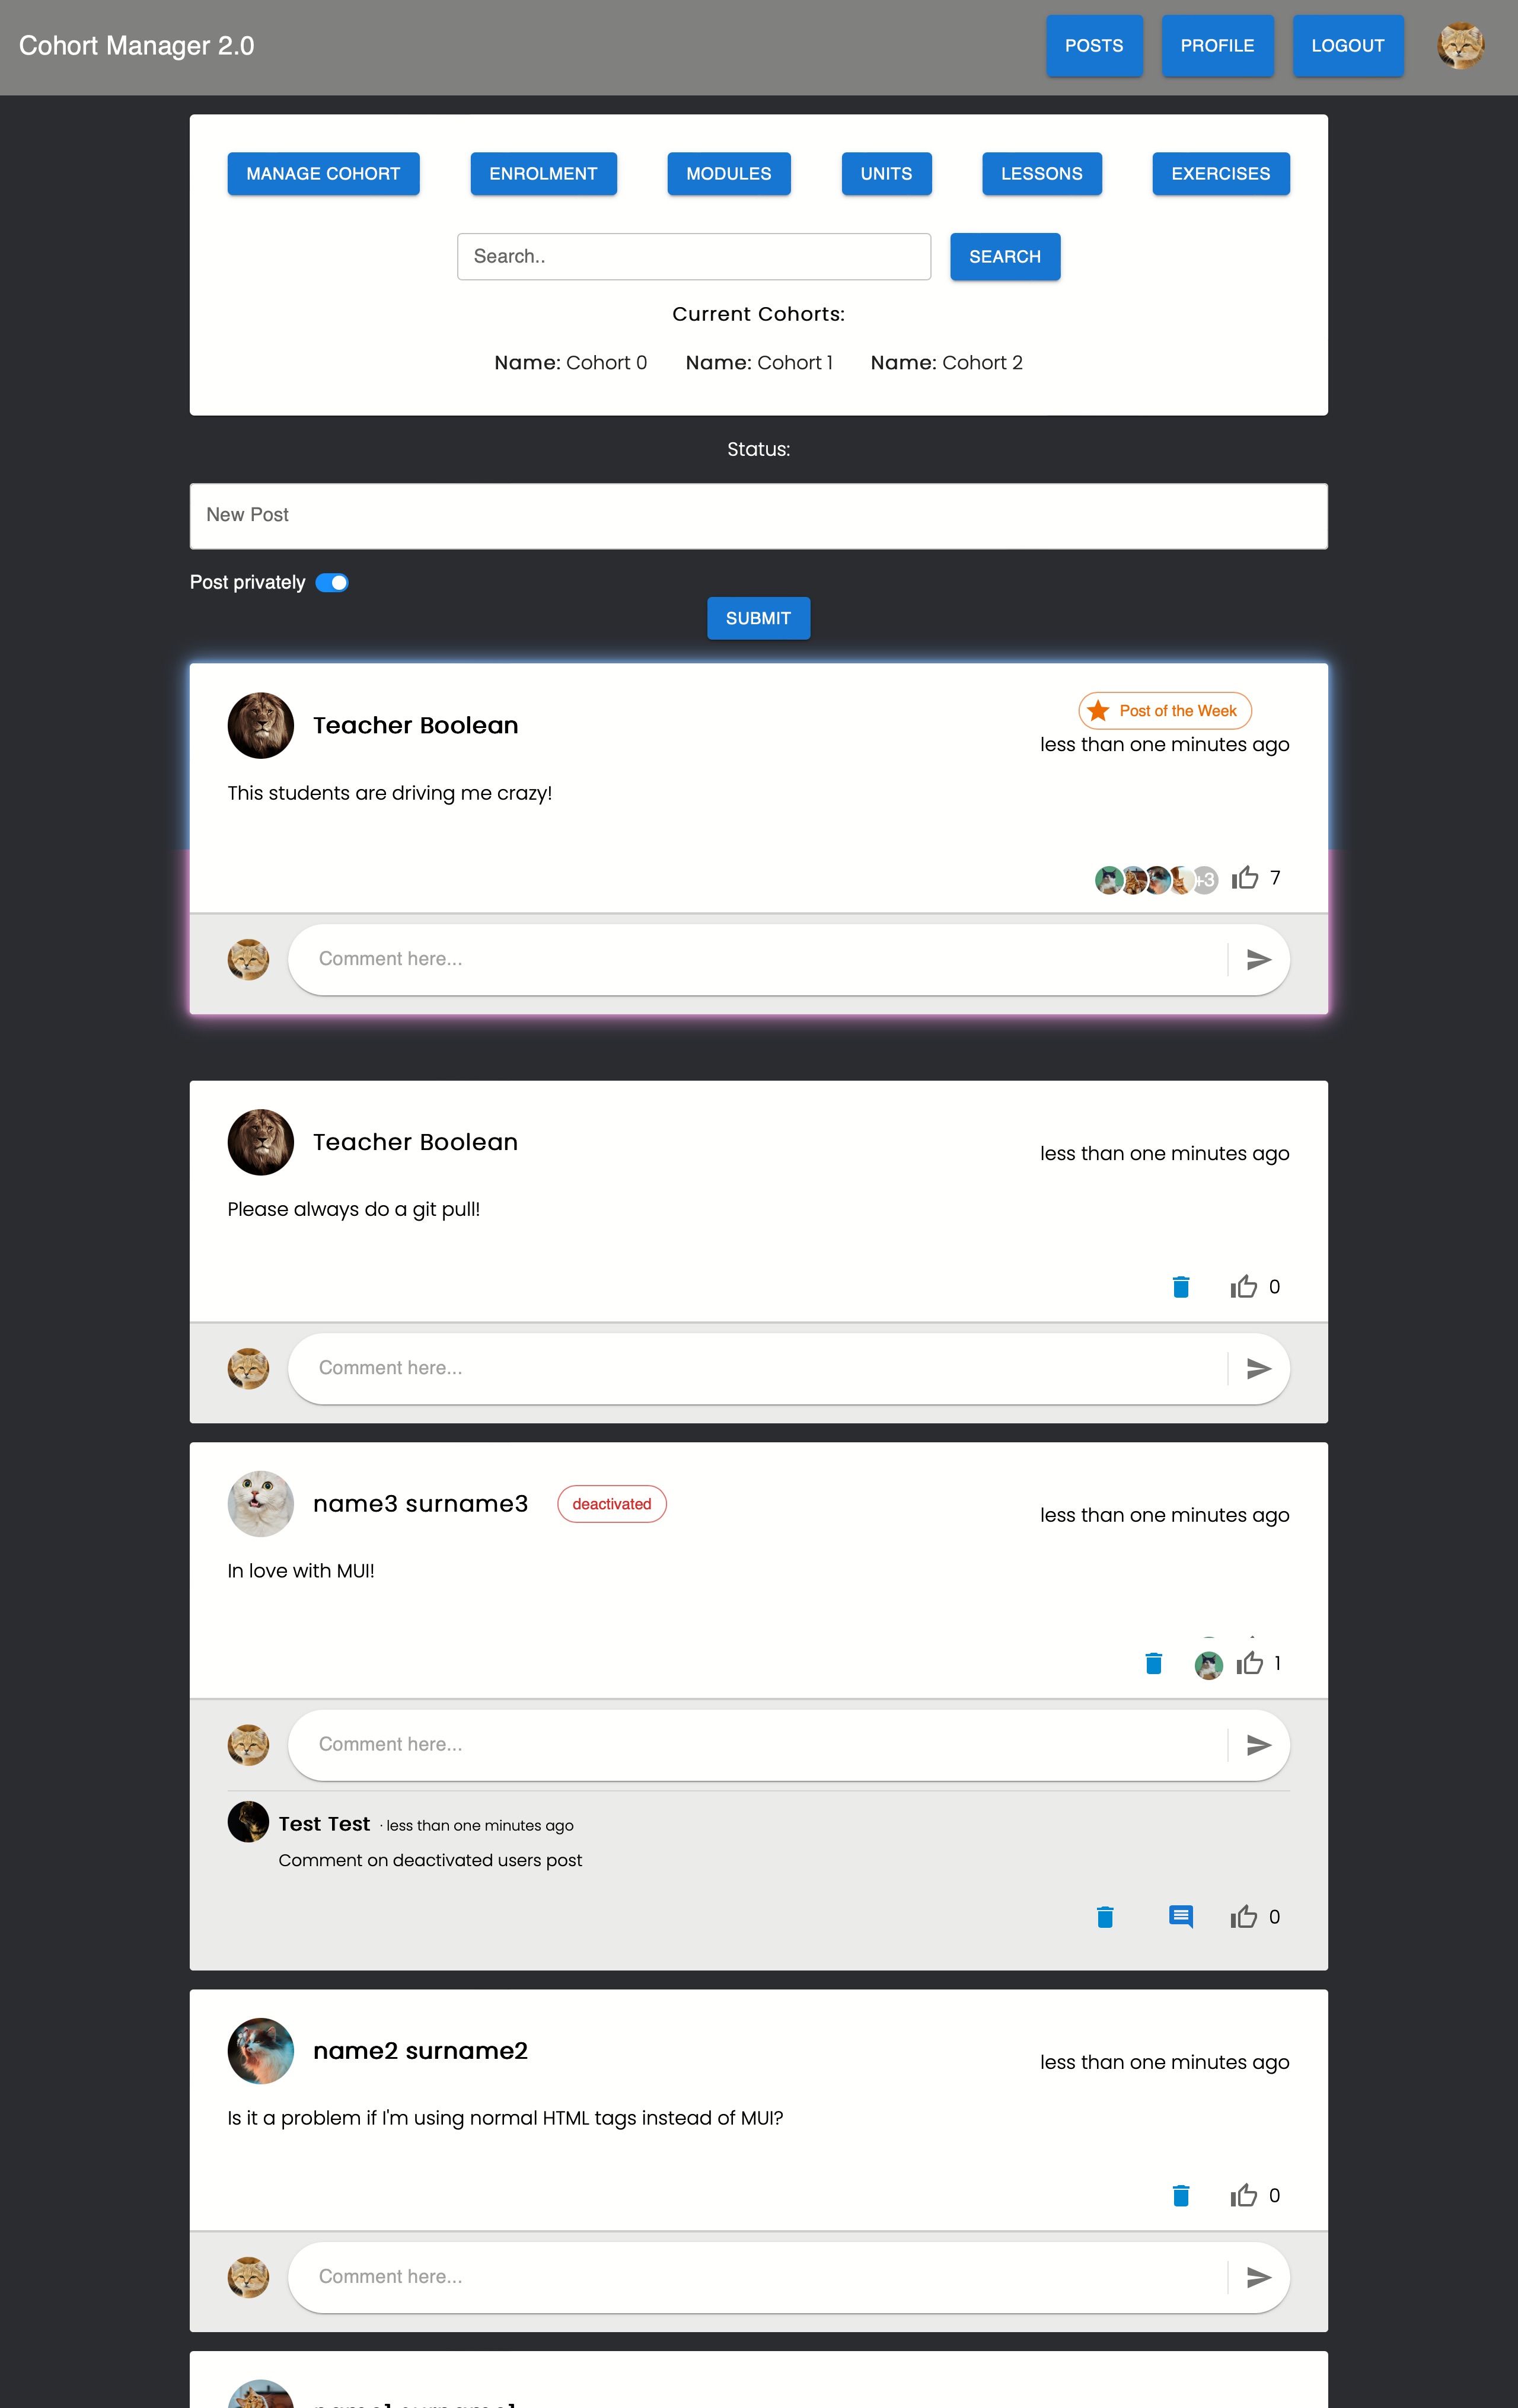 Cohort Manager 2.0
POSTS PROFILE LOGOUT
MANAGE COHORT ENROLMENT MODULES UNITS LESSONS EXERCISES
Search.. SEARCH
Current Cohorts:
Name: Cohort 0 Name: Cohort 1 Name: Cohort 2
Status:
New Post
Post privately
SUBMIT
Teacher Boolean
Post of the Week
less than one minutes ago
This students are driving me crazy!
+3 7
Comment here...
Teacher Boolean
less than one minutes ago
Please always do a git pull!
0
Comment here...
name3 surname3 deactivated
less than one minutes ago
In love with MUI!
1
Comment here...
Test Test · less than one minutes ago
Comment on deactivated users post
0
name2 surname2
less than one minutes ago
Is it a problem if I'm using normal HTML tags instead of MUI?
0
Comment here...